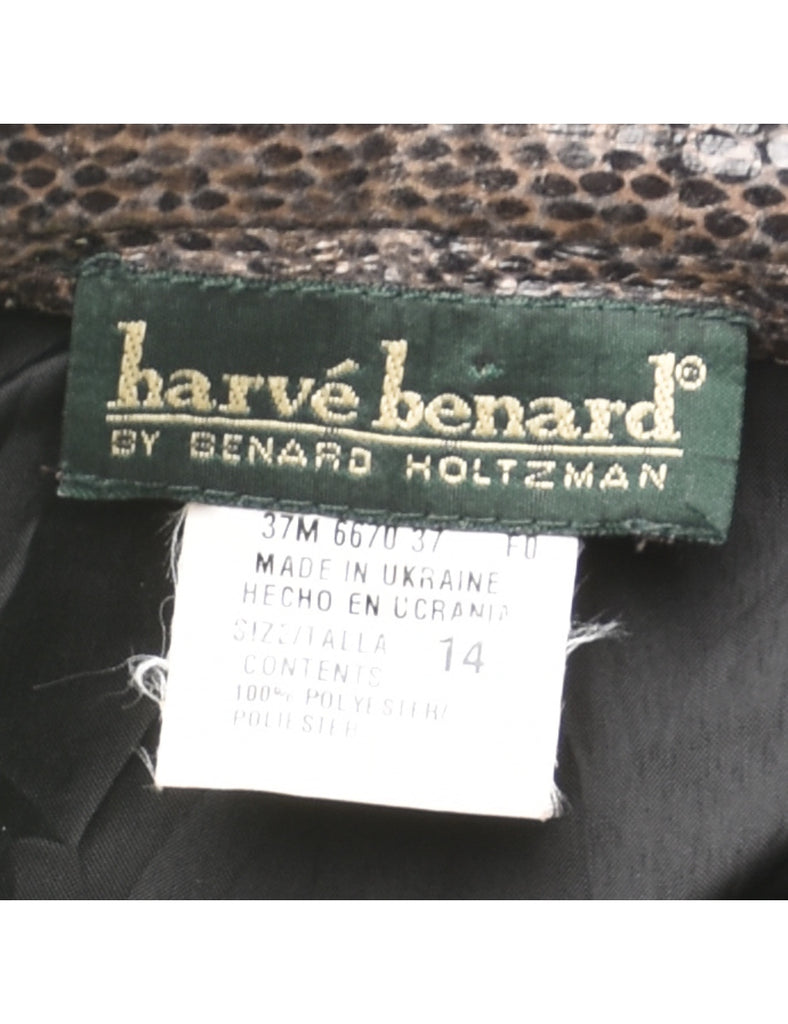 harvé benard®
BY BENARD HOLTZMAN
37M 6670 37 F0
MADE IN UKRAINE
HECHO EN UCRANIA
SIZE/TALLA 14
CONTENTS
100% POLYESTER/
POLIESTER